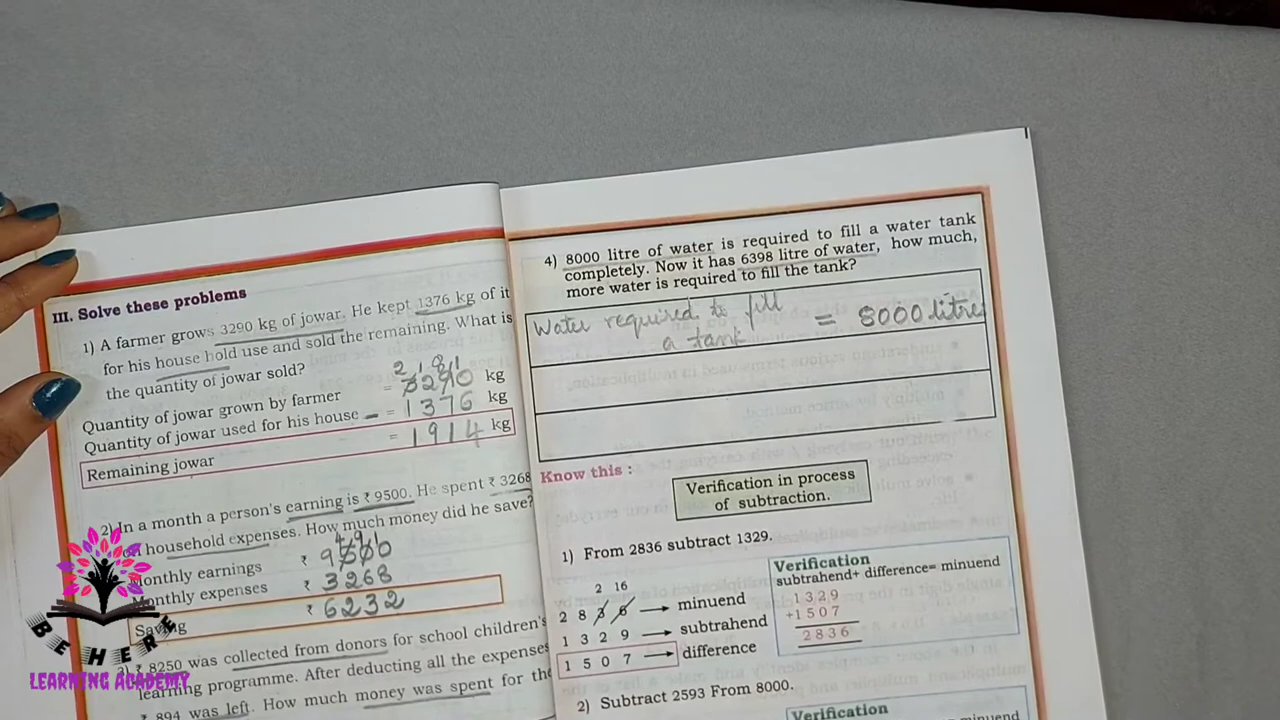 III. Solve these problems
1) A farmer grows 3290 kg of jowar. He kept 1376 kg of it
for his house hold use and sold the remaining. What is
the quantity of jowar sold?
2 1 8 1
Quantity of jowar grown by farmer = 3290 kg
Quantity of jowar used for his house - = 1376 kg
Remaining jowar = 1914 kg
2) In a month a person's earning is ₹ 9500. He spent ₹ 3268
household expenses. How much money did he save?
4 9 1
Monthly earnings ₹ 9500
Monthly expenses ₹ 3268
Saving ₹ 6232
₹ 8250 was collected from donors for school children's
learning programme. After deducting all the expenses
₹ 894 was left. How much money was spent for the
4) 8000 litre of water is required to fill a water tank
completely. Now it has 6398 litre of water, how much,
more water is required to fill the tank?
Water required to fill
a tank = 8000 litres
Know this :
Verification in process
of subtraction.
1) From 2836 subtract 1329.
2 16
2 8 3 6 → minuend
1 3 2 9 → subtrahend
1 5 0 7 → difference
Verification
subtrahend+ difference= minuend
1329
+1507
2836
2) Subtract 2593 From 8000.
Verification
minuend
BEHERE
LEARNING ACADEMY